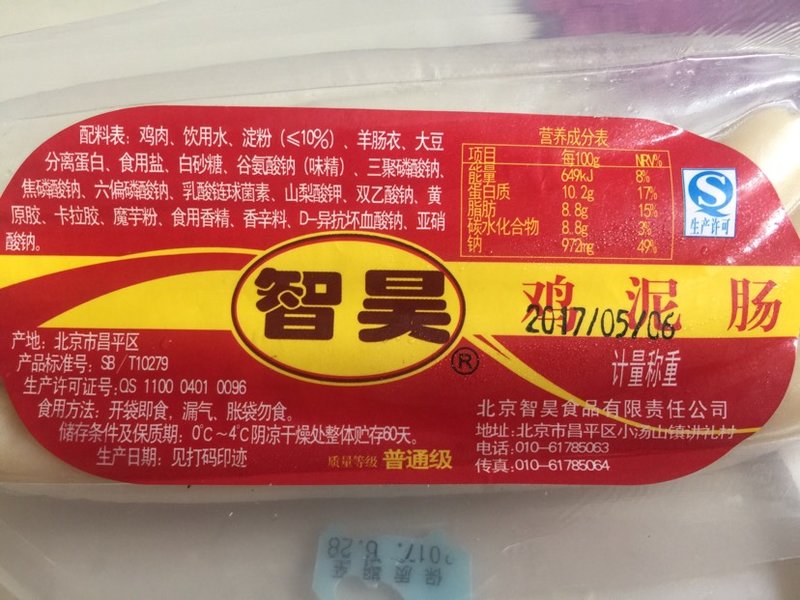 配料表：鸡肉、饮用水、淀粉（≤10%）、羊肠衣、大豆
分离蛋白、食用盐、白砂糖、谷氨酸钠（味精）、三聚磷酸钠、
焦磷酸钠、六偏磷酸钠、乳酸链球菌素、山梨酸钾、双乙酸钠、黄
原胶、卡拉胶、魔芋粉、食用香精、香辛料、D-异抗坏血酸钠、亚硝
酸钠。
营养成分表
项目 每100g NRV%
能量 649kJ 8%
蛋白质 10.2g 17%
脂肪 8.8g 15%
碳水化合物 8.8g 3%
钠 972mg 49%
S
生产许可
智昊®
鸡泥肠
2017/05/06
计量称重
产地：北京市昌平区
产品标准号：SB/T10279
生产许可证号：QS 1100 0401 0096
食用方法：开袋即食，漏气、胀袋勿食。
储存条件及保质期：0℃～4℃阴凉干燥处整体贮存60天。
生产日期：见打码印迹
质量等级 普通级
北京智昊食品有限责任公司
地址：北京市昌平区小汤山镇讲礼村
电话：010-61785063
传真：010-61785064
保质期至
2017.6.28